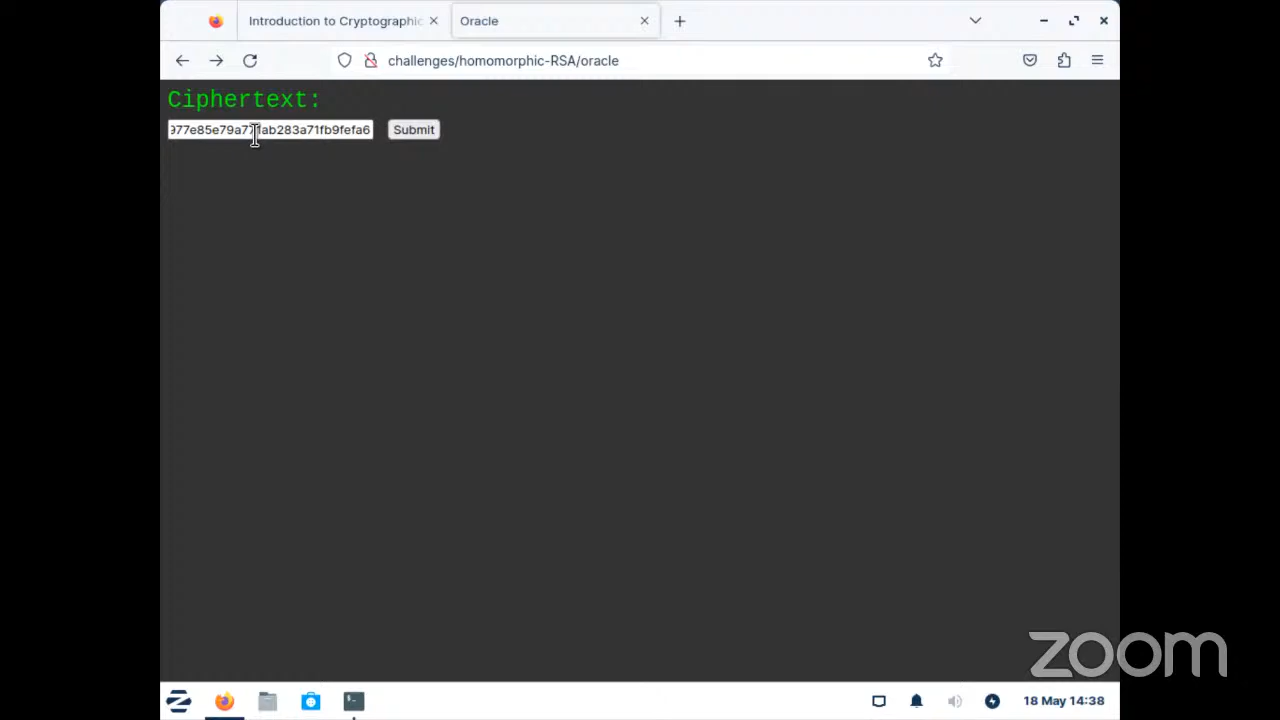 Introduction to Cryptographic
Oracle
challenges/homomorphic-RSA/oracle
Ciphertext:
Submit
18 May 14:38
zoom